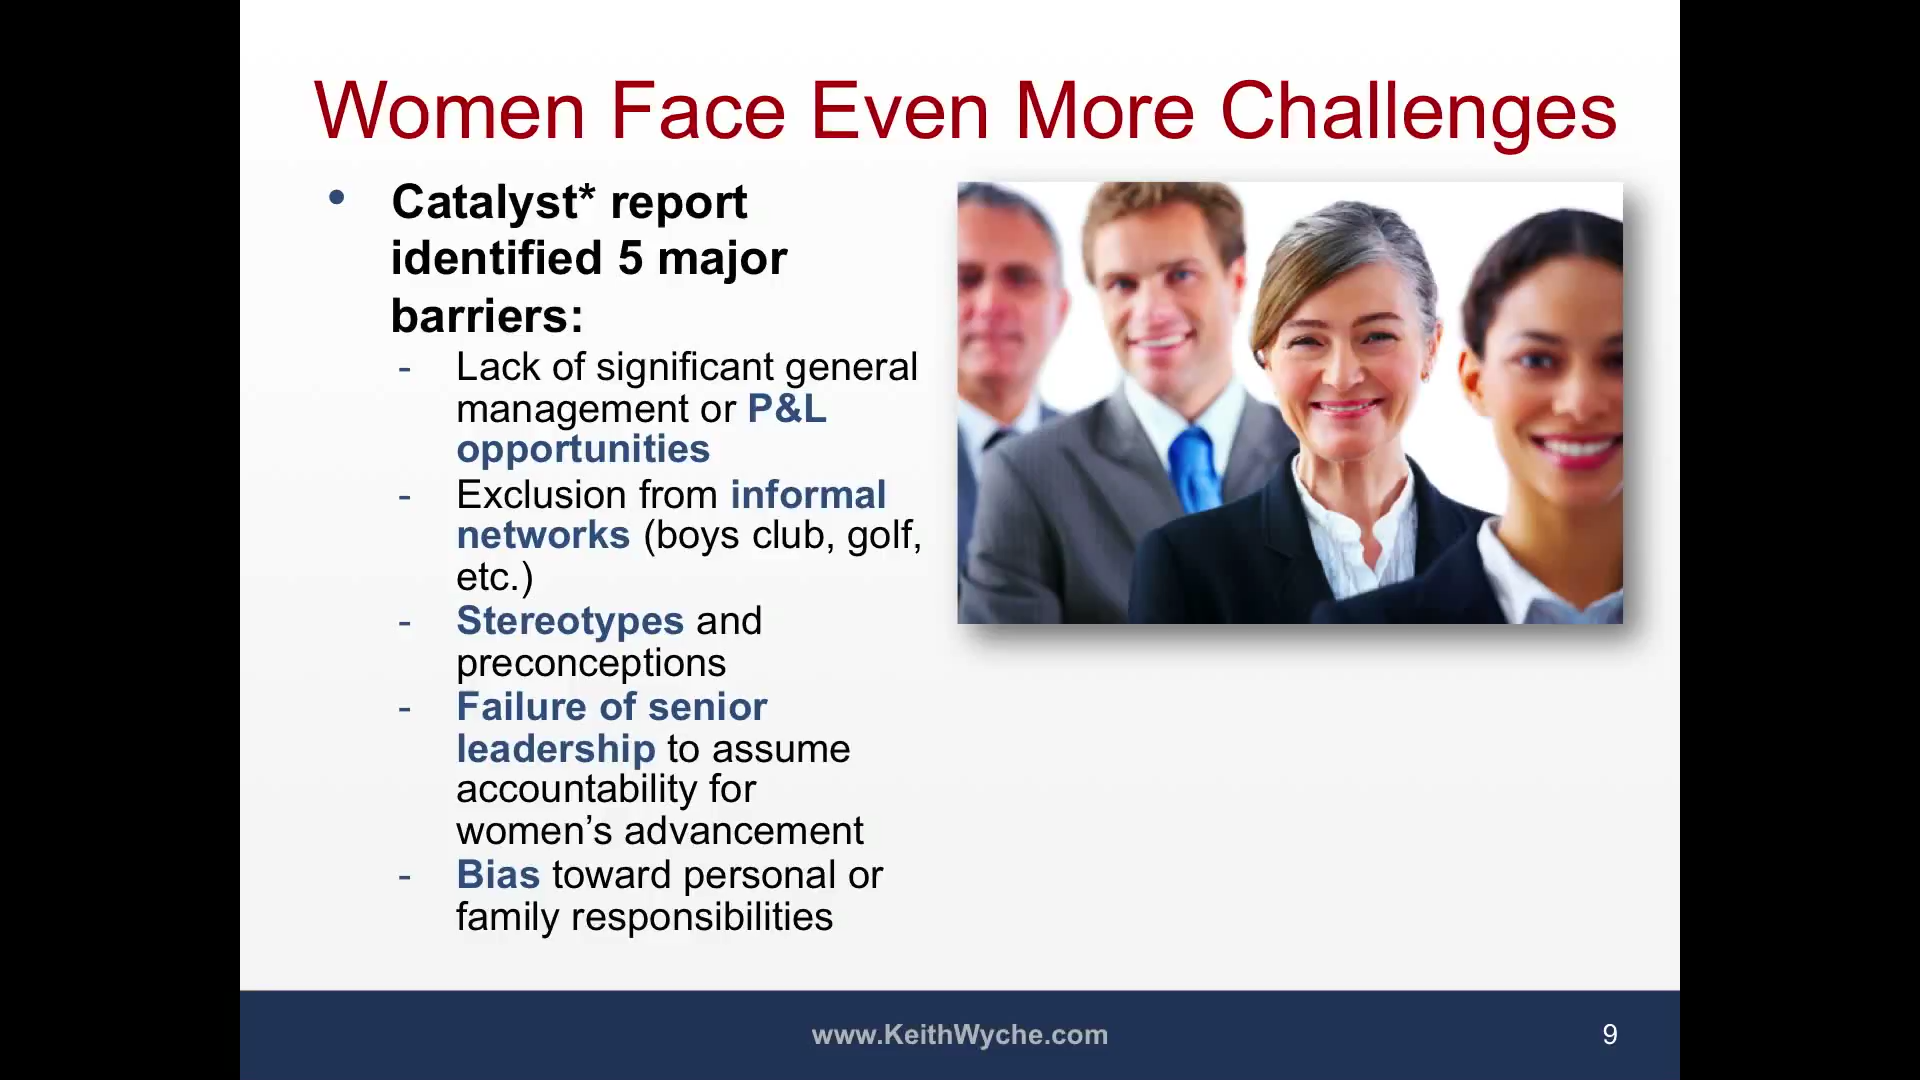 Women Face Even More Challenges
• Catalyst* report
identified 5 major
barriers:
- Lack of significant general
management or P&L
opportunities
- Exclusion from informal
networks (boys club, golf,
etc.)
- Stereotypes and
preconceptions
- Failure of senior
leadership to assume
accountability for
women’s advancement
- Bias toward personal or
family responsibilities
www.KeithWyche.com
9